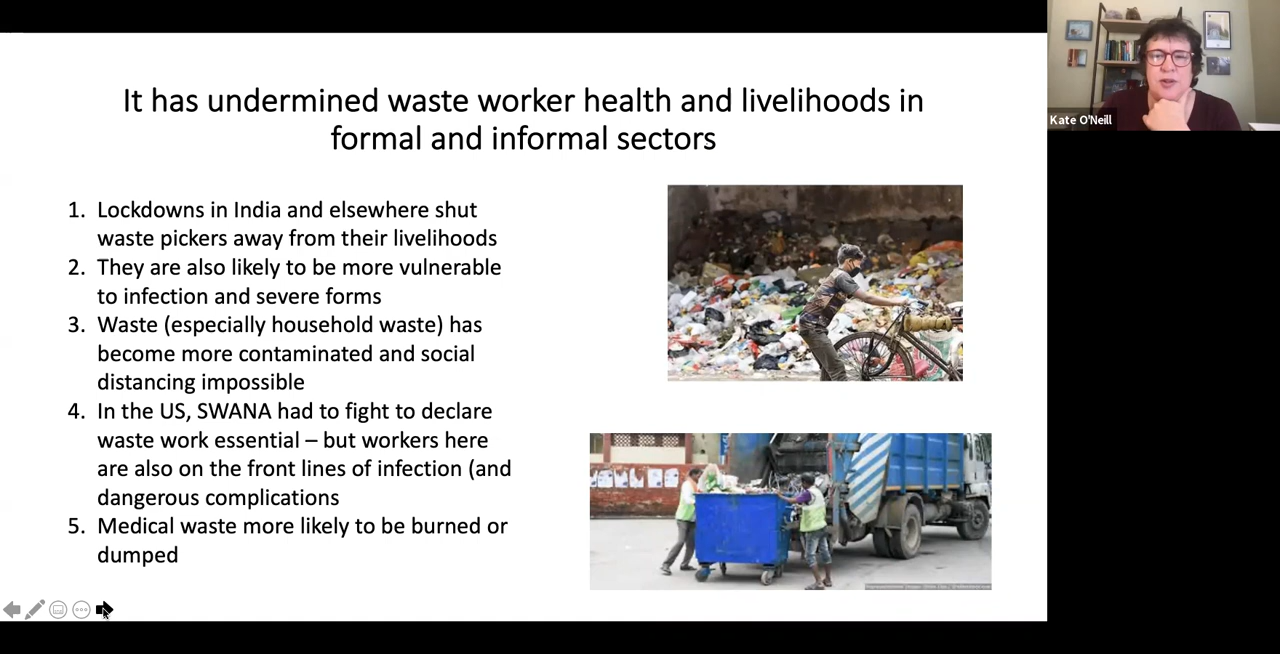 It has undermined waste worker health and livelihoods in
formal and informal sectors
1. Lockdowns in India and elsewhere shut
waste pickers away from their livelihoods
2. They are also likely to be more vulnerable
to infection and severe forms
3. Waste (especially household waste) has
become more contaminated and social
distancing impossible
4. In the US, SWANA had to fight to declare
waste work essential – but workers here
are also on the front lines of infection (and
dangerous complications
5. Medical waste more likely to be burned or
dumped
Kate O'Neill